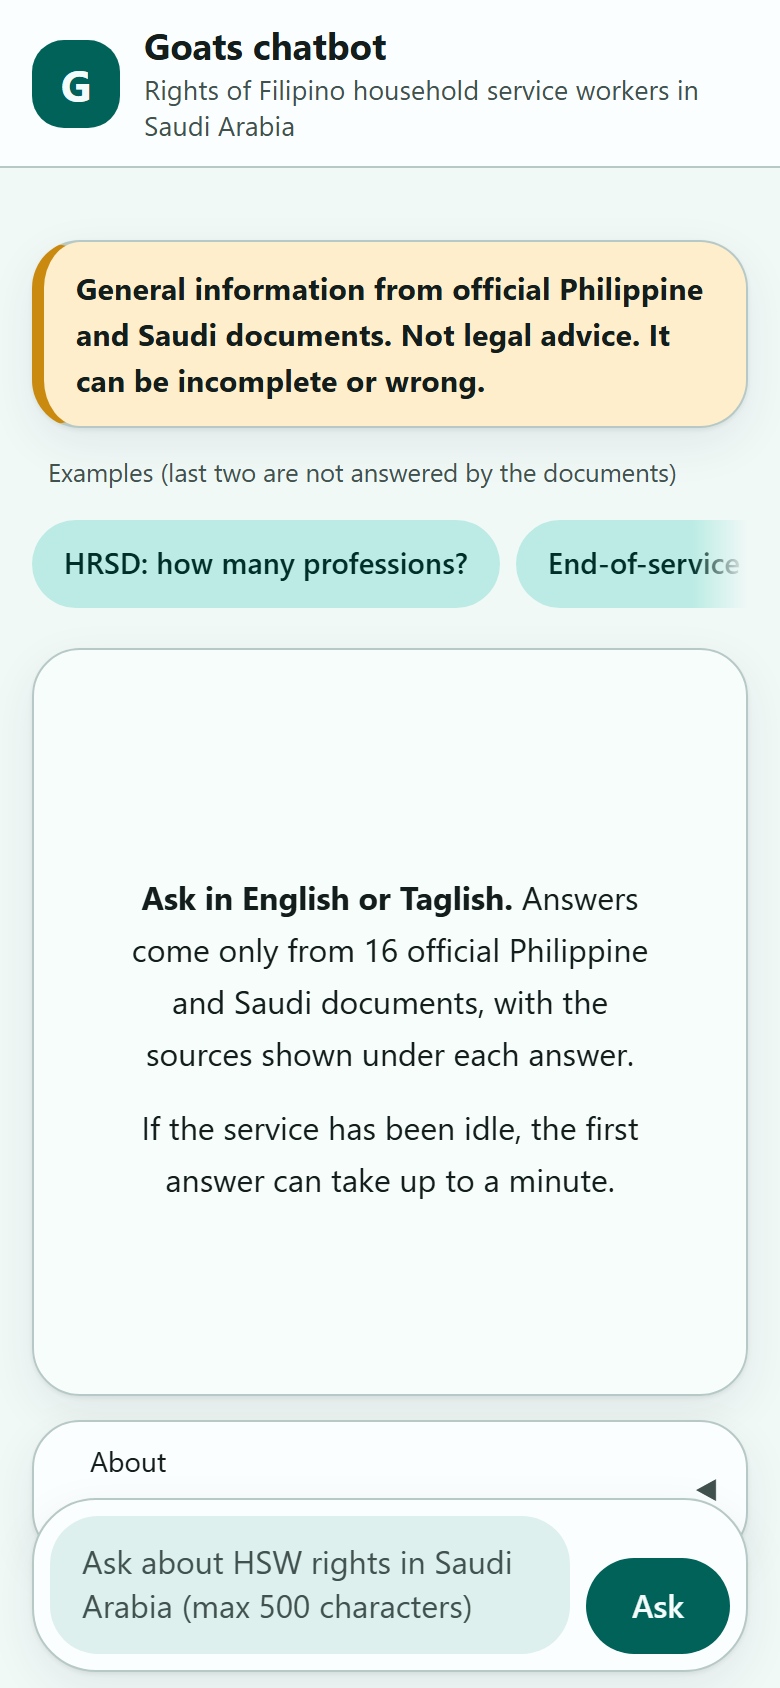 G
Goats chatbot
Rights of Filipino household service workers in
Saudi Arabia
General information from official Philippine
and Saudi documents. Not legal advice. It
can be incomplete or wrong.
Examples (last two are not answered by the documents)
HRSD: how many professions?
End-of-service
Ask in English or Taglish. Answers
come only from 16 official Philippine
and Saudi documents, with the
sources shown under each answer.
If the service has been idle, the first
answer can take up to a minute.
About
Ask about HSW rights in Saudi
Arabia (max 500 characters)
Ask